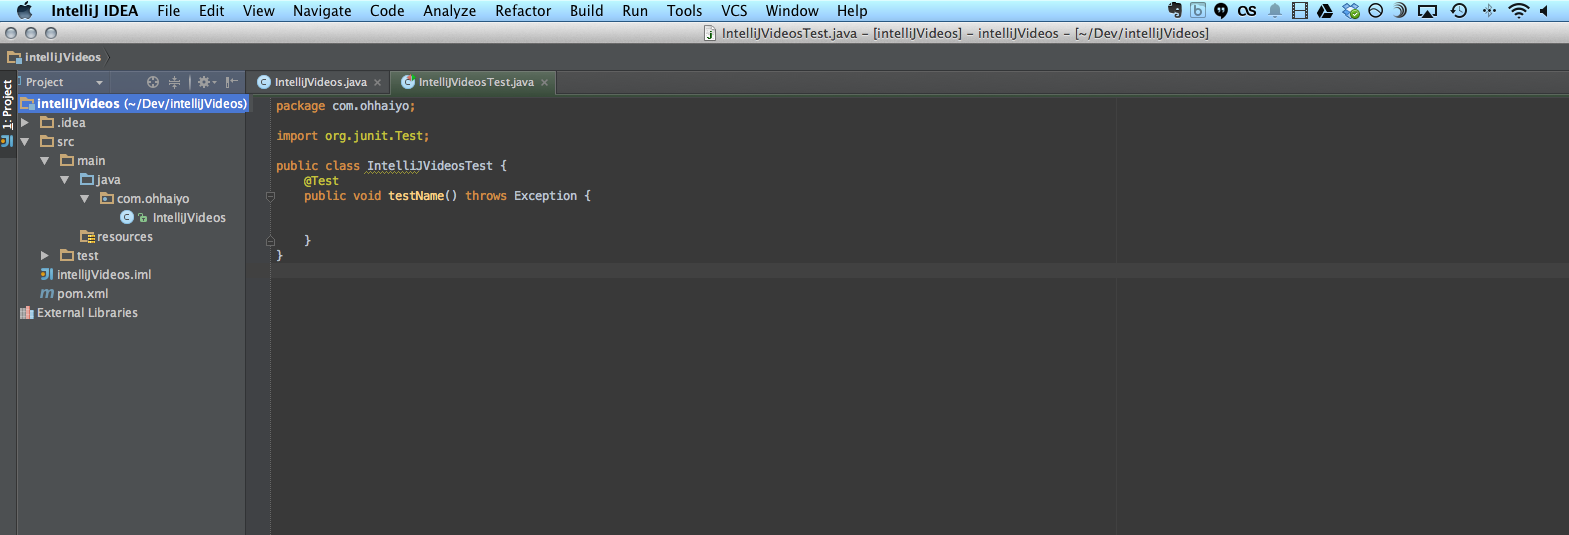 IntelliJ IDEA File Edit View Navigate Code Analyze Refactor Build Run Tools VCS Window Help
IntelliJVideosTest.java – [intelliJVideos] – intelliJVideos – [~/Dev/intelliJVideos]
intelliJVideos
1: Project
Project
IntelliJVideos.java
IntelliJVideosTest.java
intelliJVideos (~/Dev/intelliJVideos)
.idea
src
main
java
com.ohhaiyo
IntelliJVideos
resources
test
intelliJVideos.iml
pom.xml
External Libraries
package com.ohhaiyo;
import org.junit.Test;
public class IntelliJVideosTest {
@Test
public void testName() throws Exception {
}
}